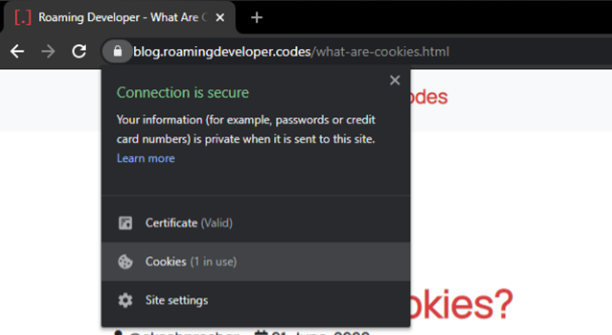 [.] Roaming Developer - What Are C
blog.roamingdeveloper.codes/what-are-cookies.html
Connection is secure
odes
Your information (for example, passwords or credit
card numbers) is private when it is sent to this site.
Learn more
Certificate (Valid)
Cookies (1 in use)
Site settings
okies?